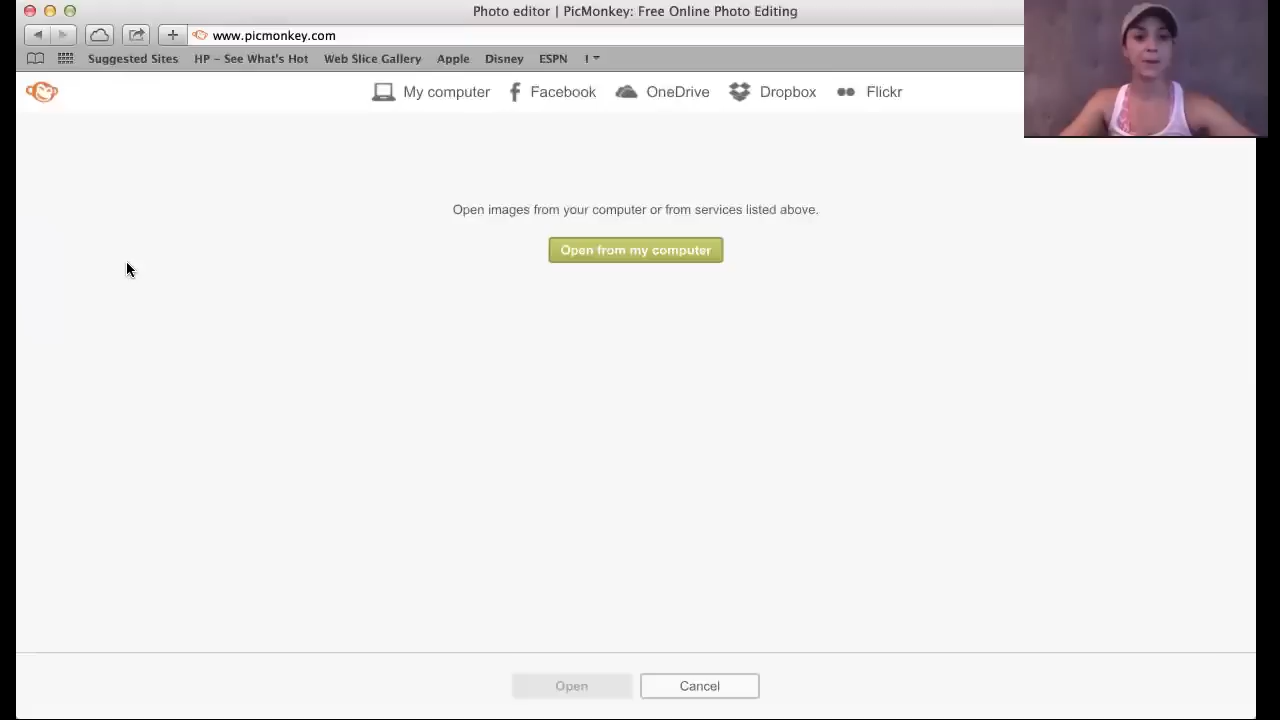 Photo editor | PicMonkey: Free Online Photo Editing
www.picmonkey.com
Suggested Sites HP – See What's Hot Web Slice Gallery Apple Disney ESPN
My computer Facebook OneDrive Dropbox Flickr
Open images from your computer or from services listed above.
Open from my computer
Open Cancel